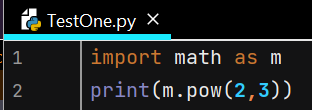 TestOne.py ×
1 import math as m
2 print(m.pow(2,3))